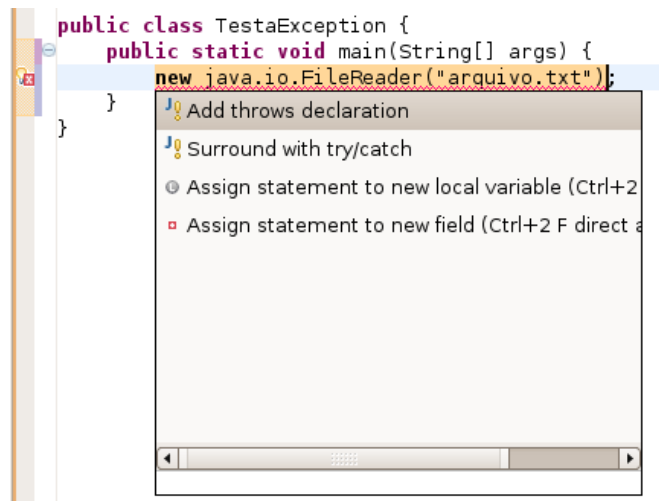 public class TestaException {
public static void main(String[] args) {
new java.io.FileReader("arquivo.txt");
}
}
Add throws declaration
Surround with try/catch
Assign statement to new local variable (Ctrl+2
Assign statement to new field (Ctrl+2 F direct a